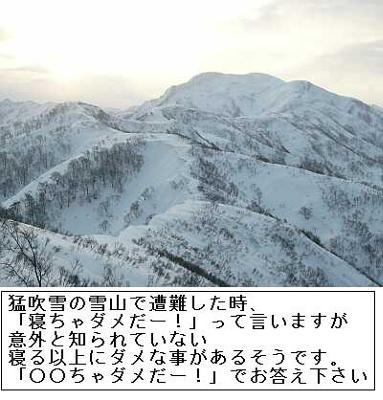 猛吹雪の雪山で遭難した時、
「寝ちゃダメだー！」って言いますが
意外と知られていない
寝る以上にダメな事があるそうです。
「〇〇ちゃダメだー！」でお答え下さい